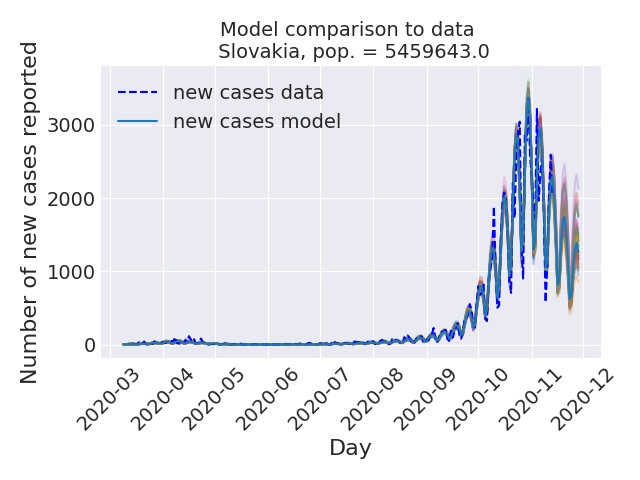 Model comparison to data
Slovakia, pop. = 5459643.0
Number of new cases reported
new cases data
new cases model
3000
2000
1000
0
2020-03
2020-04
2020-05
2020-06
2020-07
2020-08
2020-09
2020-10
2020-11
2020-12
Day